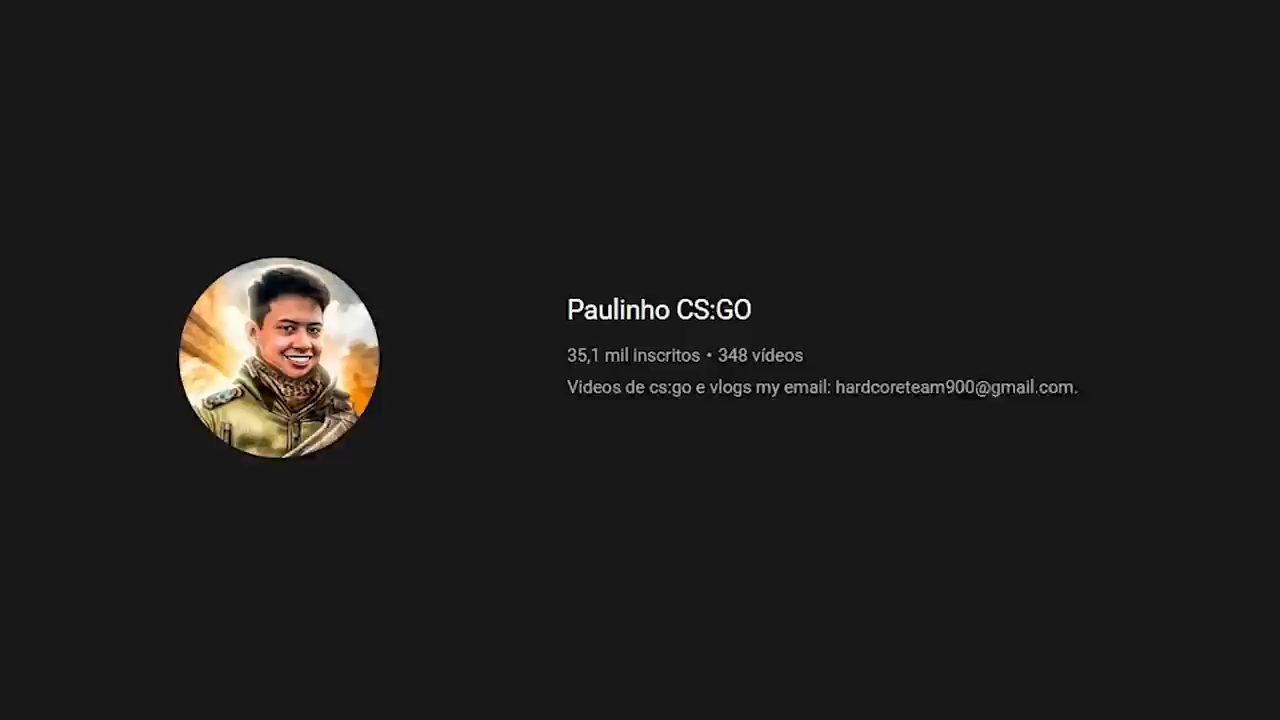 Paulinho CS:GO
35,1 mil inscritos • 348 vídeos
Videos de cs:go e vlogs my email: hardcoreteam900@gmail.com.